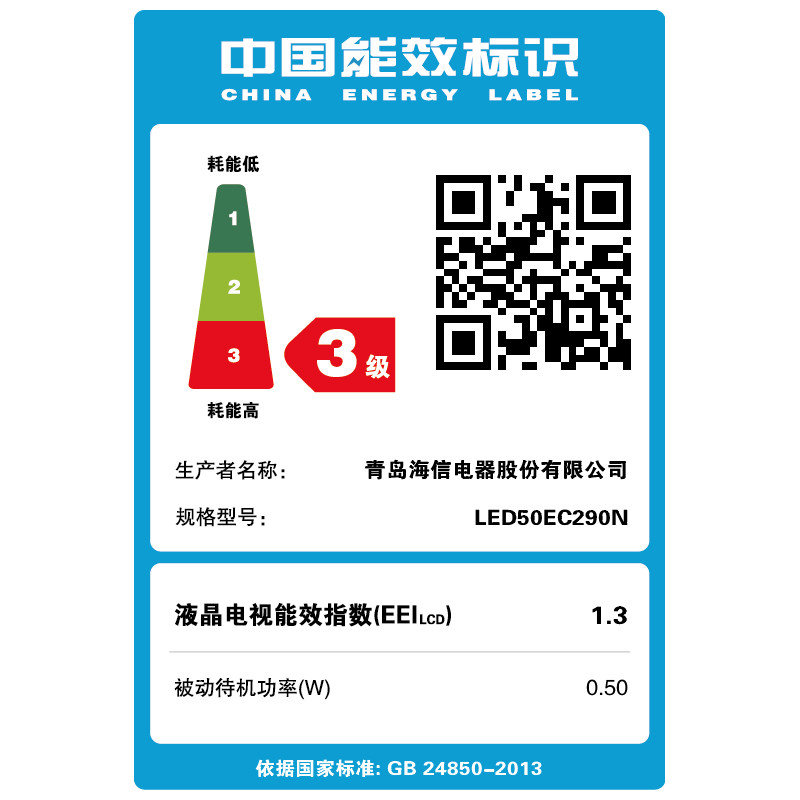 中国能效标识
CHINA ENERGY LABEL
耗能低
1
2
3
3级
耗能高
生产者名称: 青岛海信电器股份有限公司
规格型号: LED50EC290N
液晶电视能效指数(EEILCD) 1.3
被动待机功率(W) 0.50
依据国家标准: GB 24850-2013